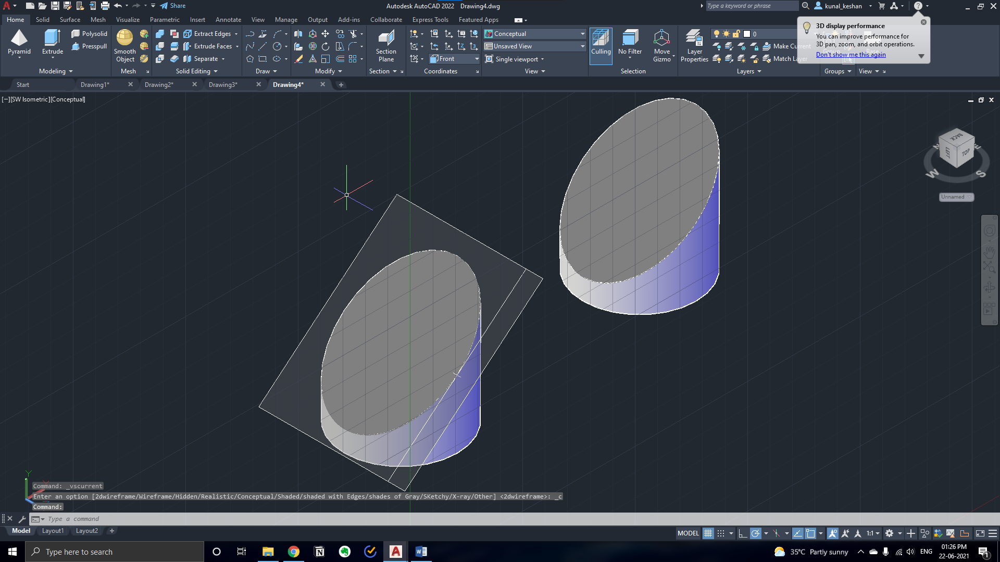 Share
Autodesk AutoCAD 2022 Drawing4.dwg
Type a keyword or phrase
kunal_keshan
Home Solid Surface Mesh Visualize Parametric Insert Annotate View Manage Output Add-ins Collaborate Express Tools Featured Apps
Pyramid
Extrude
Polysolid
Presspull
Modeling
Smooth
Object
Mesh
Extract Edges
Extrude Faces
Separate
Solid Editing
Draw
Modify
Section
Plane
Section
Front
Coordinates
Conceptual
Unsaved View
Single viewport
View
Culling
No Filter
Move
Gizmo
Selection
Layer
Properties
0
Make Current
Match Layer
Layers
Groups
View
3D display performance
You can improve performance for
3D pan, zoom, and orbit operations.
Don't show me this again
Start
Drawing1*
Drawing2*
Drawing3*
Drawing4*
[−][SW Isometric][Conceptual]
BACK
LEFT
TOP
N
E
W
S
Unnamed
Y
Command: _vscurrent
Enter an option [2dwireframe/Wireframe/Hidden/Realistic/Conceptual/Shaded/shaded with Edges/shades of Gray/SKetchy/X-ray/Other] <2dwireframe>: _c
Command:
Type a command
Model Layout1 Layout2
MODEL
1:1
Type here to search
35°C Partly sunny
ENG
01:26 PM
22-06-2021
1